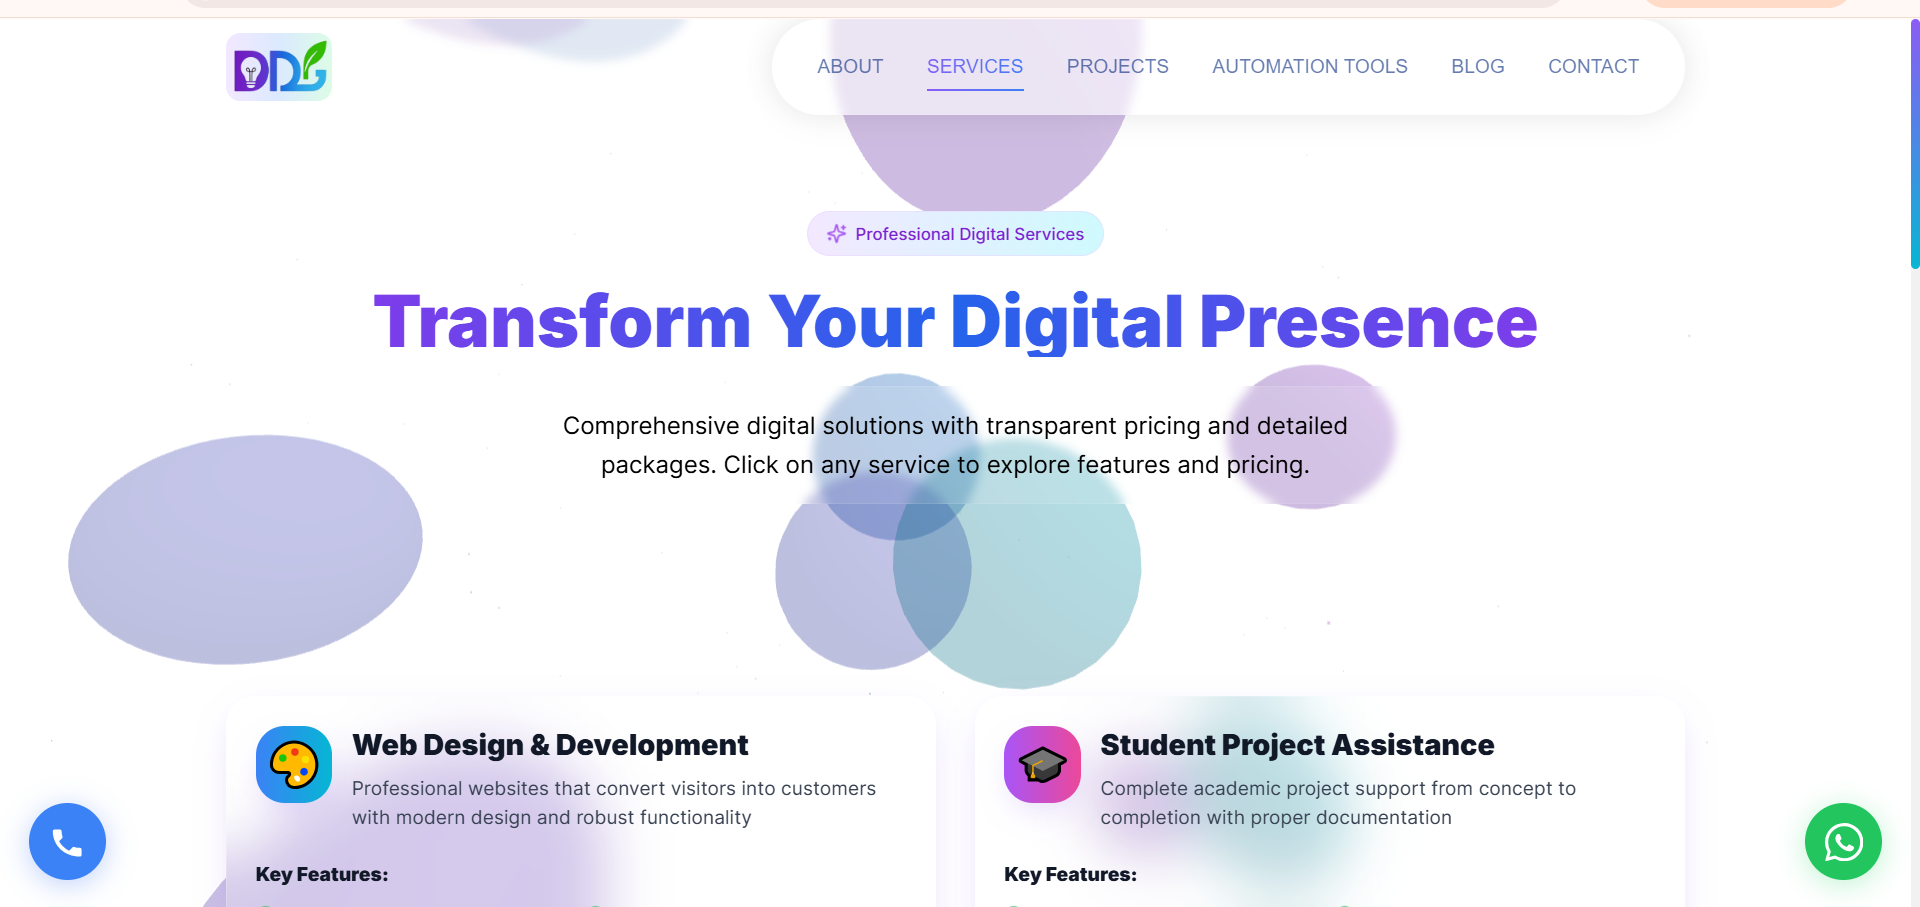 DDG
ABOUT SERVICES PROJECTS AUTOMATION TOOLS BLOG CONTACT
Professional Digital Services
Transform Your Digital Presence
Comprehensive digital solutions with transparent pricing and detailed
packages. Click on any service to explore features and pricing.
Web Design & Development
Professional websites that convert visitors into customers
with modern design and robust functionality
Key Features:
Student Project Assistance
Complete academic project support from concept to
completion with proper documentation
Key Features: